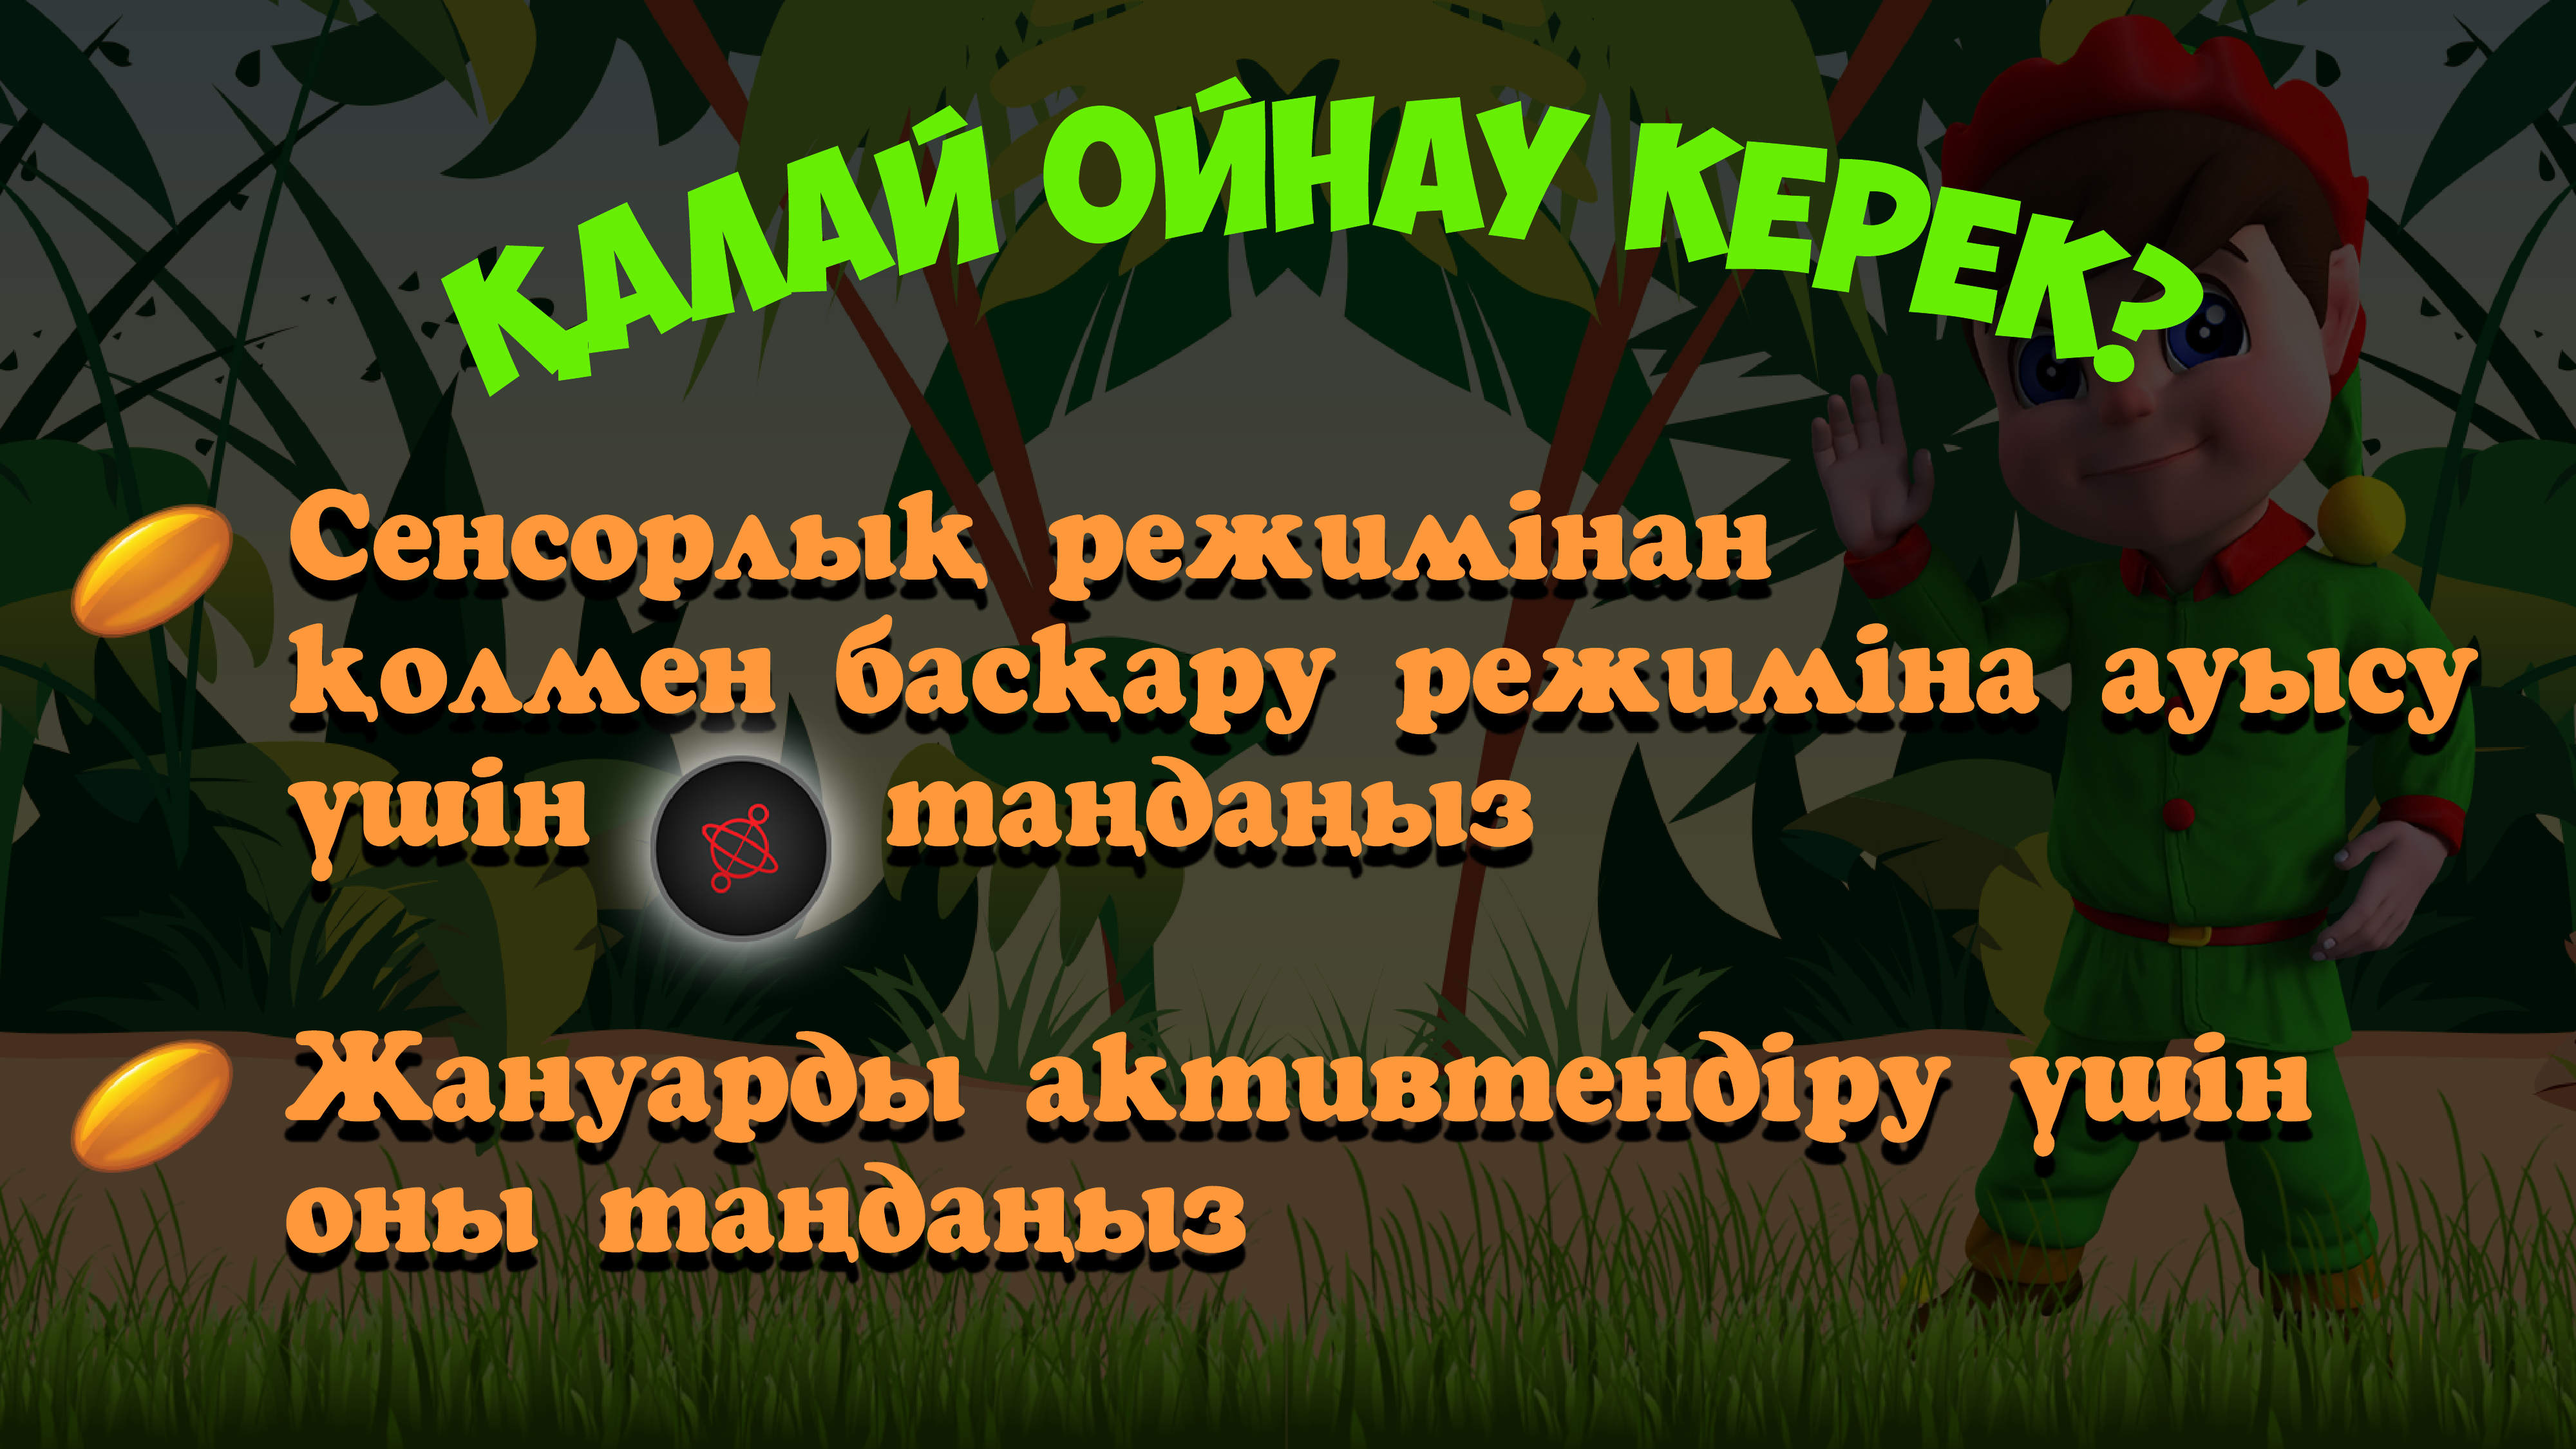 ҚАЛАЙ ОЙНАУ КЕРЕК?
Сенсорлық режимінан
қолмен басқару режиміна ауысу
үшін таңдаңыз
Жануарды активтендіру үшін
оны таңдаңыз